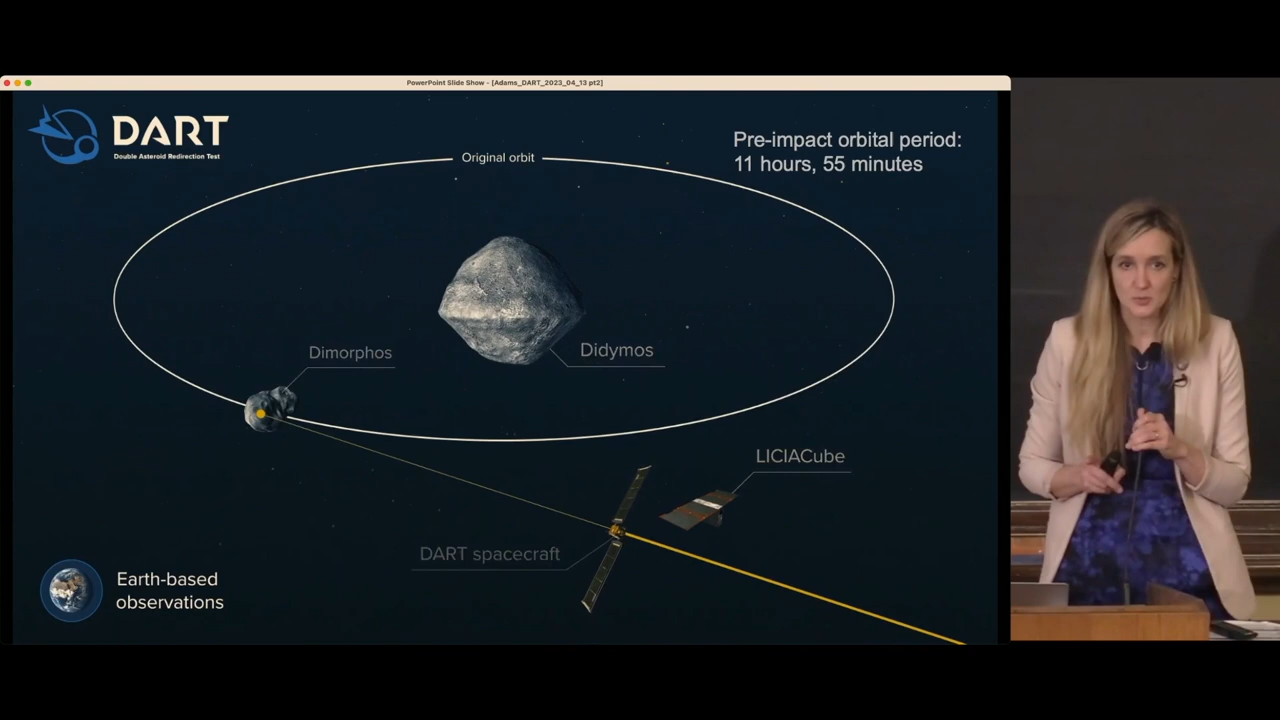 PowerPoint Slide Show - [Adams_DART_2023_04_13 pt2]
DART
Double Asteroid Redirection Test
Original orbit
Pre-impact orbital period:
11 hours, 55 minutes
Dimorphos
Didymos
LICIACube
DART spacecraft
Earth-based
observations